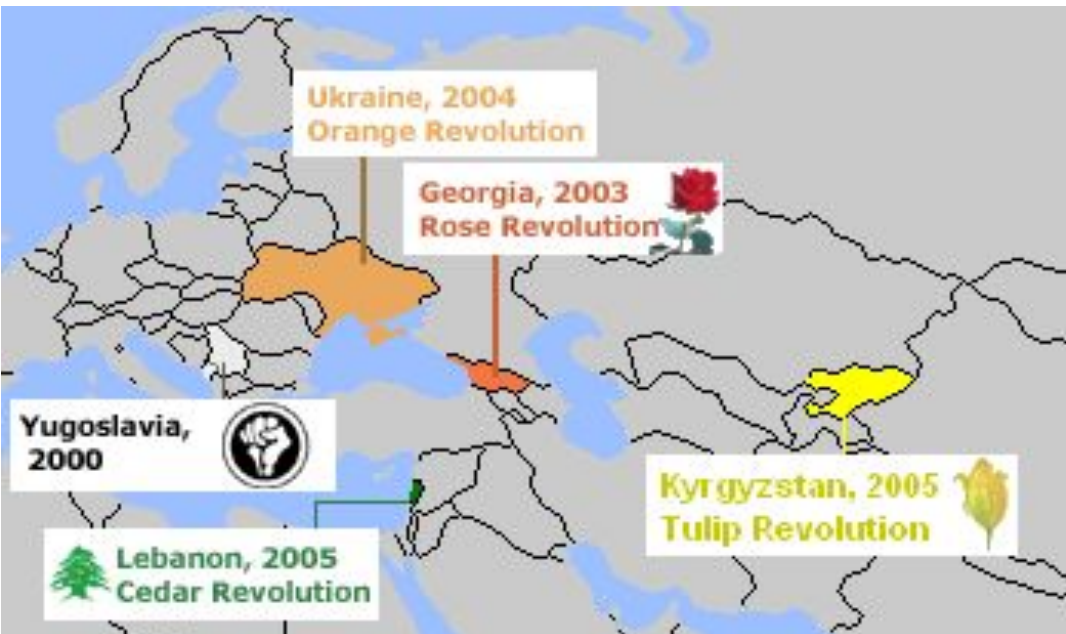 Ukraine, 2004
Orange Revolution
Georgia, 2003
Rose Revolution
Yugoslavia,
2000
Kyrgyzstan, 2005
Tulip Revolution
Lebanon, 2005
Cedar Revolution